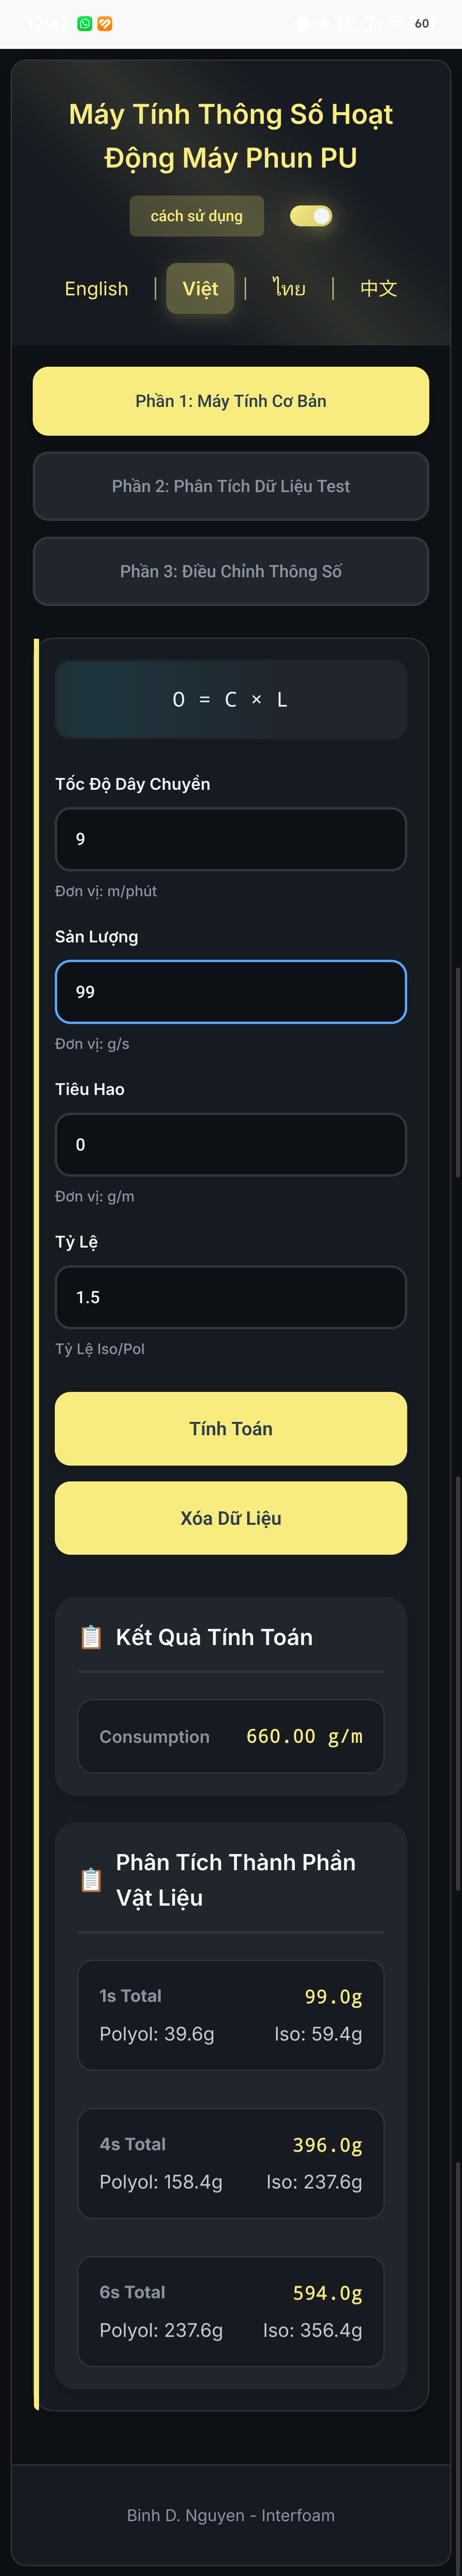 12:43
60
Máy Tính Thông Số Hoạt
Động Máy Phun PU
cách sử dụng
English | Việt | ไทย | 中文
Phần 1: Máy Tính Cơ Bản
Phần 2: Phân Tích Dữ Liệu Test
Phần 3: Điều Chỉnh Thông Số
O = C × L
Tốc Độ Dây Chuyền
9
Đơn vị: m/phút
Sản Lượng
99
Đơn vị: g/s
Tiêu Hao
0
Đơn vị: g/m
Tỷ Lệ
1.5
Tỷ Lệ Iso/Pol
Tính Toán
Xóa Dữ Liệu
📋 Kết Quả Tính Toán
Consumption 660.00 g/m
📋 Phân Tích Thành Phần
Vật Liệu
1s Total 99.0g
Polyol: 39.6g Iso: 59.4g
4s Total 396.0g
Polyol: 158.4g Iso: 237.6g
6s Total 594.0g
Polyol: 237.6g Iso: 356.4g
Binh D. Nguyen - Interfoam